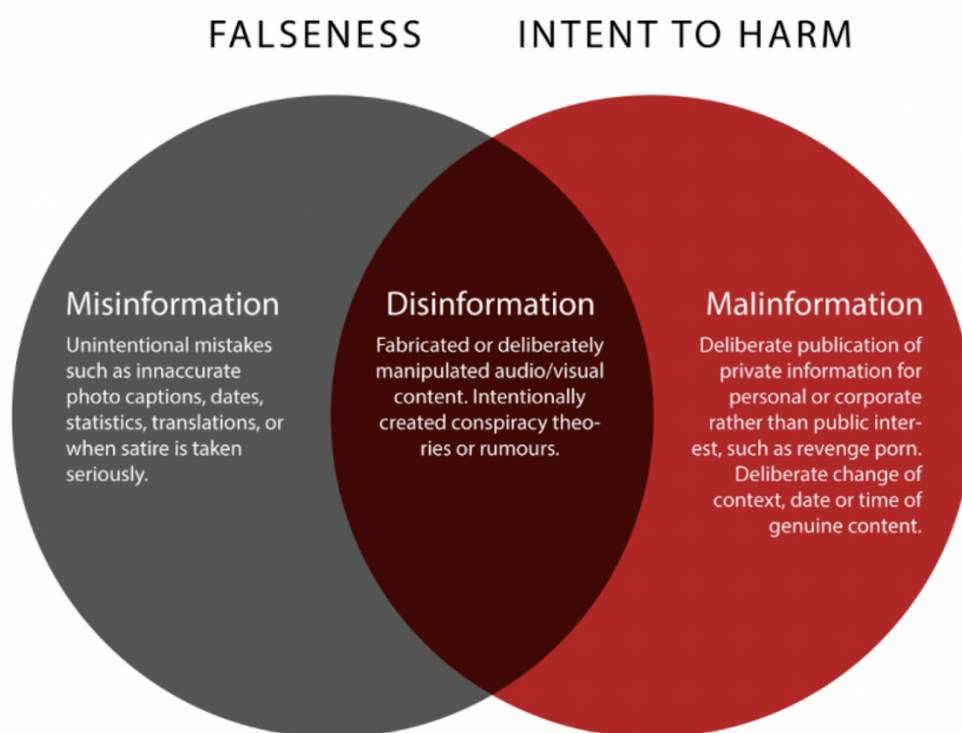 FALSENESS
INTENT TO HARM
Misinformation
Unintentional mistakes
such as innaccurate
photo captions, dates,
statistics, translations, or
when satire is taken
seriously.
Disinformation
Fabricated or deliberately
manipulated audio/visual
content. Intentionally
created conspiracy theo-
ries or rumours.
Malinformation
Deliberate publication of
private information for
personal or corporate
rather than public inter-
est, such as revenge porn.
Deliberate change of
context, date or time of
genuine content.